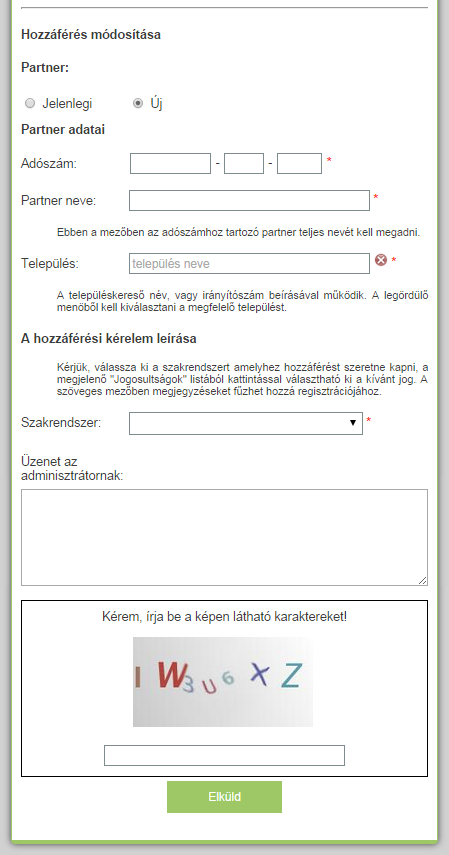 Hozzáférés módosítása
Partner:
Jelenlegi Új
Partner adatai
Adószám: - - *
Partner neve: *
Ebben a mezőben az adószámhoz tartozó partner teljes nevét kell megadni.
Település: település neve *
A településkereső név, vagy irányítószám beírásával működik. A legördülő
menőből kell kiválasztani a megfelelő települést.
A hozzáférési kérelem leírása
Kérjük, válassza ki a szakrendszert amelyhez hozzáférést szeretne kapni, a
megjelenő "Jogosultságok" listából kattintással választható ki a kívánt jog. A
szöveges mezőben megjegyzéseket fűzhet hozzá regisztrációjához.
Szakrendszer: *
Üzenet az
adminisztrátornak:
Kérem, írja be a képen látható karaktereket!
I W 3 U 6 X Z
Elküld